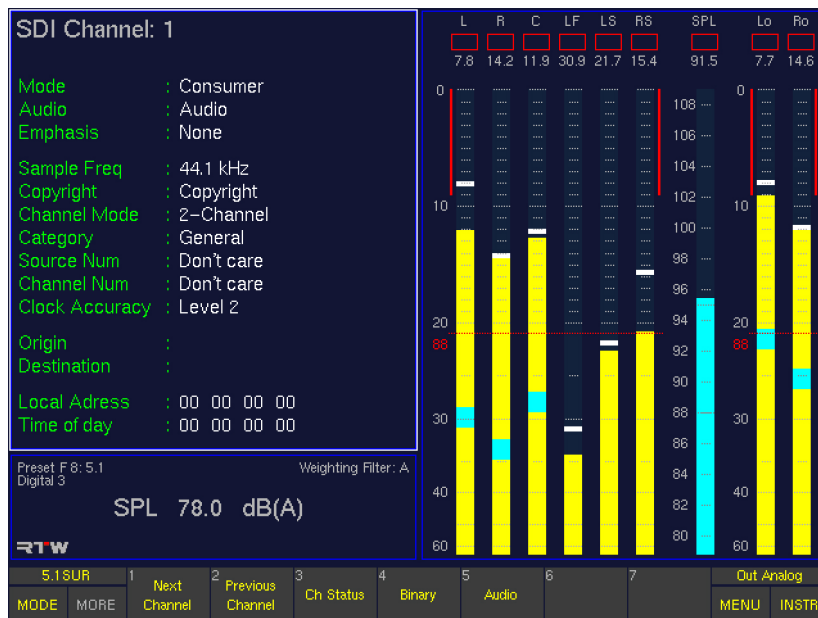 SDI Channel: 1
Mode : Consumer
Audio : Audio
Emphasis : None
Sample Freq : 44.1 kHz
Copyright : Copyright
Channel Mode : 2-Channel
Category : General
Source Num : Don't care
Channel Num : Don't care
Clock Accuracy : Level 2
Origin :
Destination :
Local Adress : 00 00 00 00
Time of day : 00 00 00 00
Preset F 8: 5.1 Weighting Filter: A
Digital 3
SPL 78.0 dB(A)
RTW
L R C LF LS RS SPL Lo Ro
7.8 14.2 11.9 30.9 21.7 15.4 91.5 7.7 14.6
0 108 0
106
104
102
10 100 10
98
96
20 94 20
88 92 88
90
30 88 30
86
84
40 82 40
60 80 60
5.1SUR 1 2 3 4 5 6 7 Out Analog
Next Previous Ch Status Binary Audio
MODE MORE Channel Channel MENU INSTR